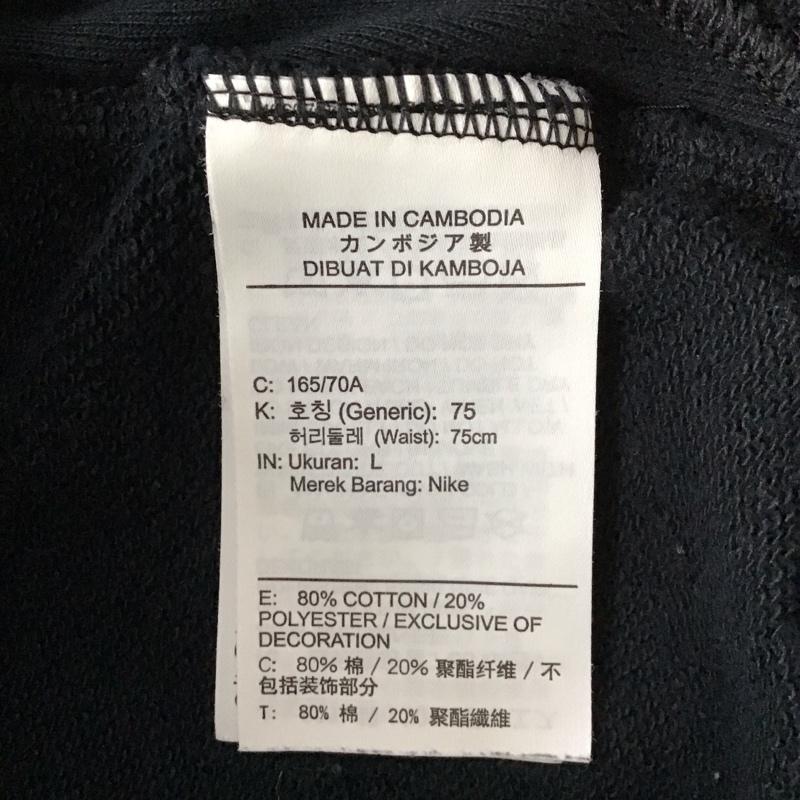 MADE IN CAMBODIA
カンボジア製
DIBUAT DI KAMBOJA
C: 165/70A
K: 호칭 (Generic): 75
허리둘레 (Waist): 75cm
IN: Ukuran: L
Merek Barang: Nike
E: 80% COTTON / 20%
POLYESTER / EXCLUSIVE OF
DECORATION
C: 80% 棉 / 20% 聚酯纤维 / 不
包括装饰部分
T: 80% 棉 / 20% 聚酯纖維